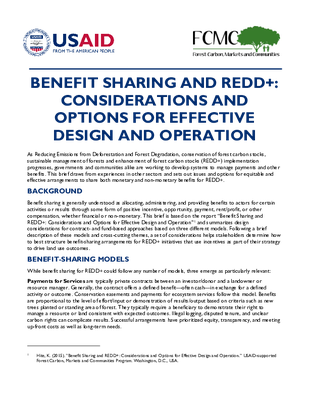 USAID
FROM THE AMERICAN PEOPLE
FCMC
Forest Carbon, Markets and Communities
BENEFIT SHARING AND REDD+:
CONSIDERATIONS AND
OPTIONS FOR EFFECTIVE
DESIGN AND OPERATION
As Reducing Emissions from Deforestation and Forest Degradation, conservation of forest carbon stocks,
sustainable management of forests and enhancement of forest carbon stocks (REDD+) implementation
progresses, governments and communities alike are working to develop systems to manage payments and other
benefits. This brief draws from experiences in other sectors and sets out issues and options for equitable and
effective arrangements to share both monetary and non-monetary benefits for REDD+.
BACKGROUND
Benefit sharing is generally understood as allocating, administering, and providing benefits to actors for certain
activities or results through some form of positive incentive, opportunity, payment, rent/profit, or other
compensation, whether financial or non-monetary. This brief is based on the report "Benefit Sharing and
REDD+: Considerations and Options for Effective Design and Operation"¹ and summarizes design
considerations for contract- and fund-based approaches based on three different models. Following a brief
description of these models and cross-cutting themes, a set of considerations helps stakeholders determine how
to best structure benefit-sharing arrangements for REDD+ initiatives that use incentives as part of their strategy
to drive land use outcomes.
BENEFIT-SHARING MODELS
While benefit sharing for REDD+ could follow any number of models, three emerge as particularly relevant:
Payments for Services are typically private contracts between an investor/donor and a landowner or
resource manager. Generally, the contract offers a defined benefit—often cash—in exchange for a defined
activity or outcome. Conservation easements and payments for ecosystem services follow this model. Benefits
are proportional to the level of effort/input or demonstration of results/output based on criteria such as new
trees planted or standing area of forest. They typically require a beneficiary to demonstrate their right to
manage a resource or land consistent with expected outcomes. Illegal logging, disputed tenure, and unclear
carbon rights can complicate results. Successful arrangements have prioritized equity, transparency, and meeting
up-front costs as well as long-term needs.
¹ Hite, K. (2015). "Benefit Sharing and REDD+: Considerations and Options for Effective Design and Operation." USAID-supported
Forest Carbon, Markets and Communities Program. Washington, D.C., USA.